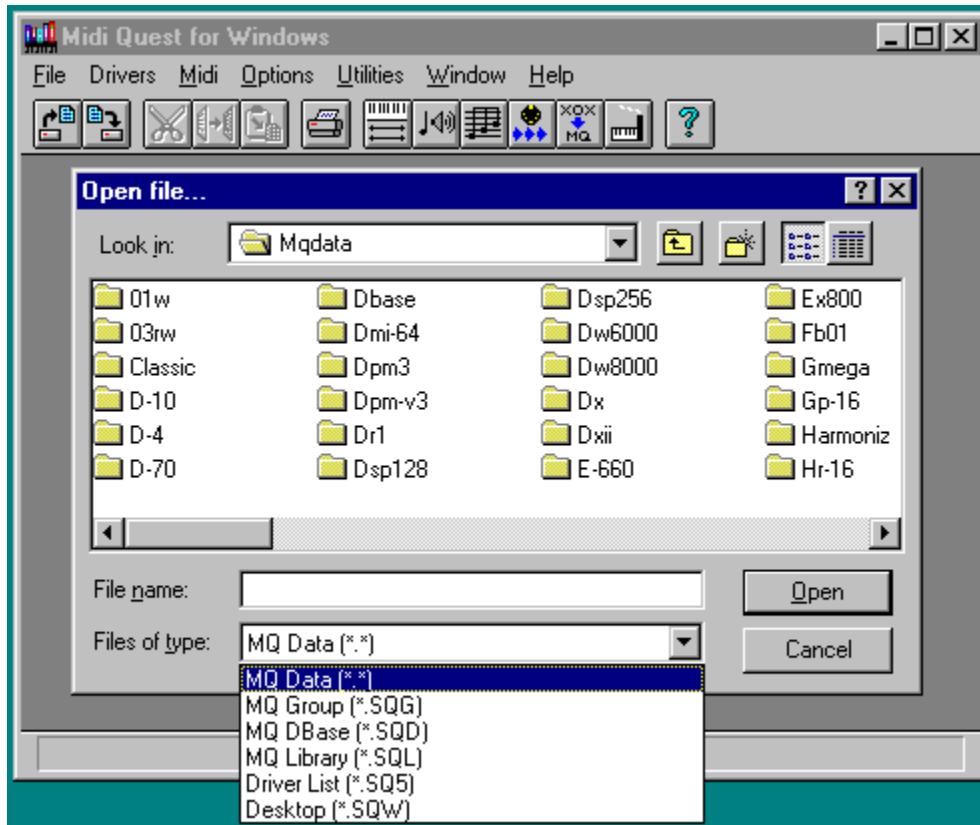 Midi Quest for Windows
File Drivers Midi Options Utilities Window Help
XOX
MQ
?
Open file...
?
Look in: Mqdata
01w Dbase Dsp256 Ex800
03rw Dmi-64 Dw6000 Fb01
Classic Dpm3 Dw8000 Gmega
D-10 Dpm-v3 Dx Gp-16
D-4 Dr1 Dxii Harmoniz
D-70 Dsp128 E-660 Hr-16
File name: Open
Files of type: MQ Data (*.*) Cancel
MQ Data (*.*)
MQ Group (*.SQG)
MQ DBase (*.SQD)
MQ Library (*.SQL)
Driver List (*.SQ5)
Desktop (*.SQW)